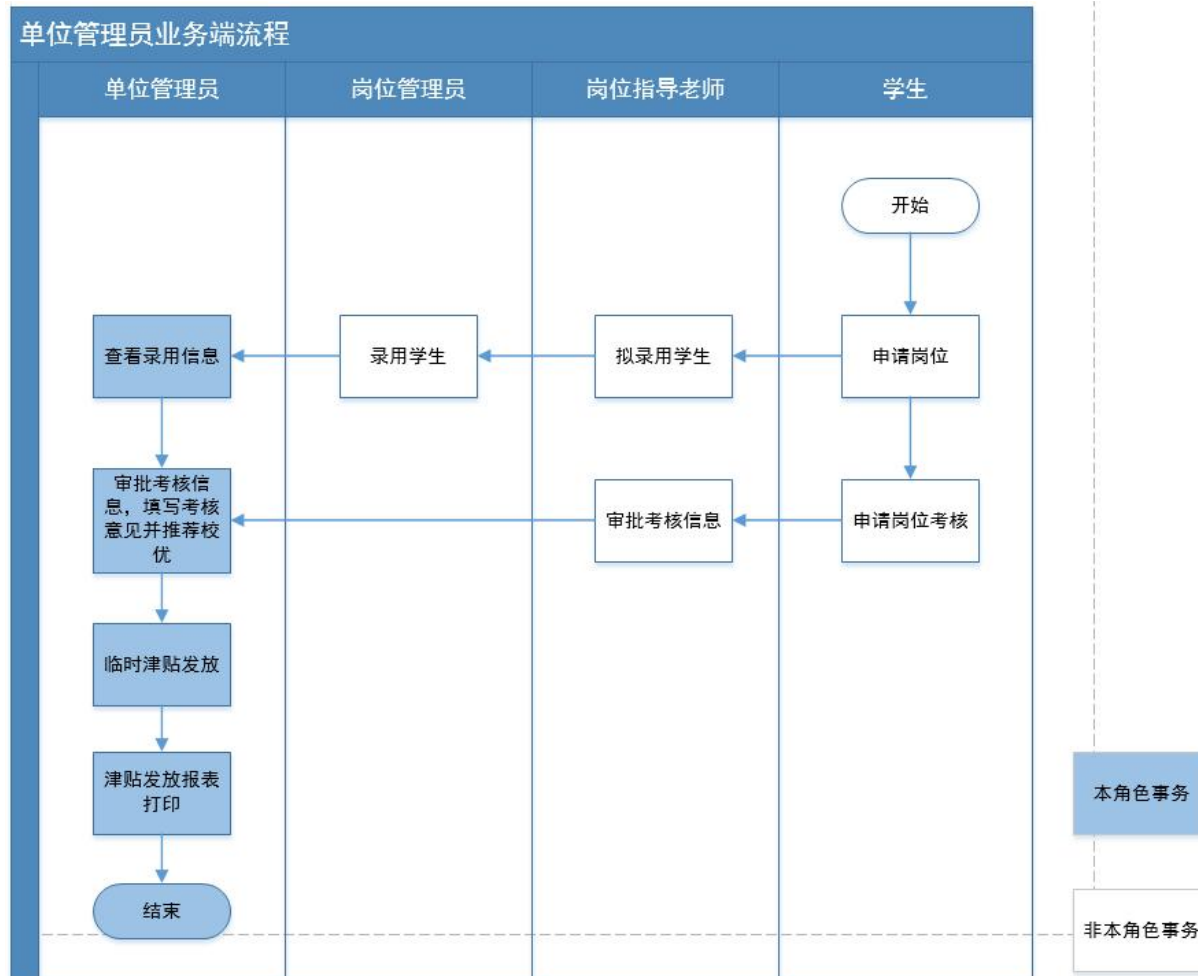 单位管理员业务端流程
单位管理员
岗位管理员
岗位指导老师
学生
开始
查看录用信息
录用学生
拟录用学生
申请岗位
审批考核信
息，填写考核
意见并推荐校
优
审批考核信息
申请岗位考核
临时津贴发放
津贴发放报表
打印
本角色事务
结束
非本角色事务